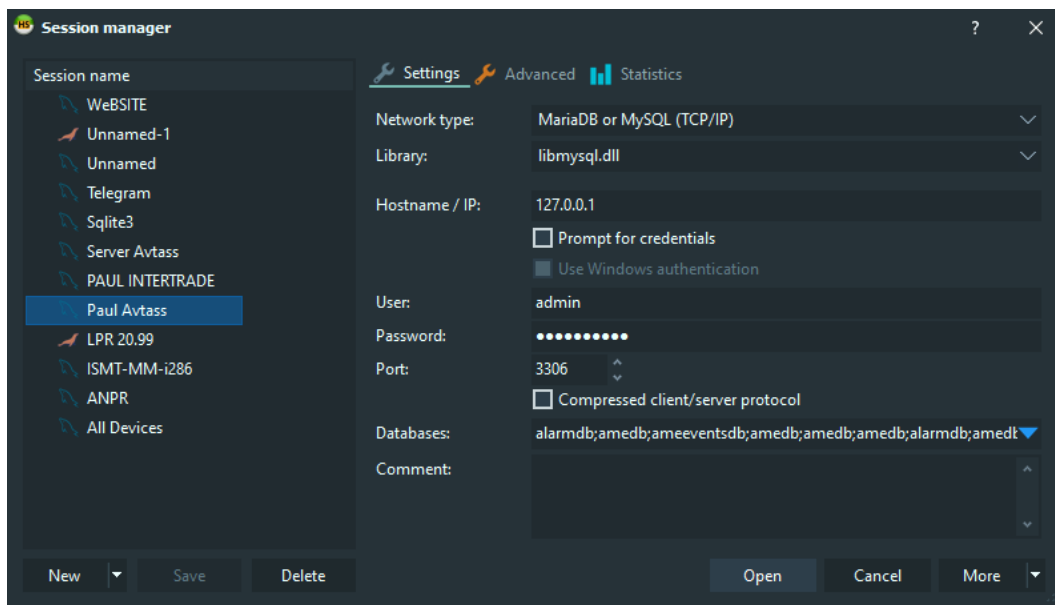 HS Session manager ?
Session name
WeBSITE
Unnamed-1
Unnamed
Telegram
Sqlite3
Server Avtass
PAUL INTERTRADE
Paul Avtass
LPR 20.99
ISMT-MM-i286
ANPR
All Devices
New Save Delete
Settings Advanced Statistics
Network type: MariaDB or MySQL (TCP/IP)
Library: libmysql.dll
Hostname / IP: 127.0.0.1
Prompt for credentials
Use Windows authentication
User: admin
Password: ●●●●●●●●●●
Port: 3306
Compressed client/server protocol
Databases: alarmdb;amedb;ameeventsdb;amedb;amedb;amedb;alarmdb;amedb
Comment:
Open Cancel More